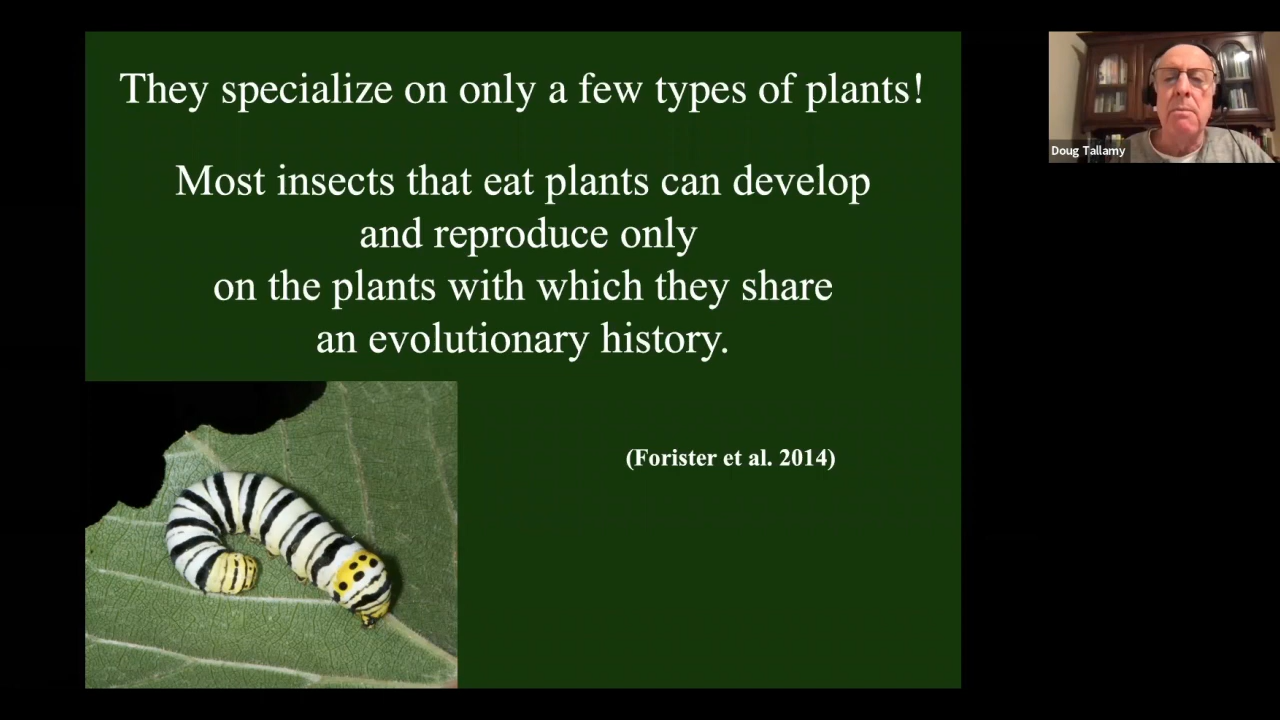 They specialize on only a few types of plants!
Most insects that eat plants can develop
and reproduce only
on the plants with which they share
an evolutionary history.
(Forister et al. 2014)
Doug Tallamy